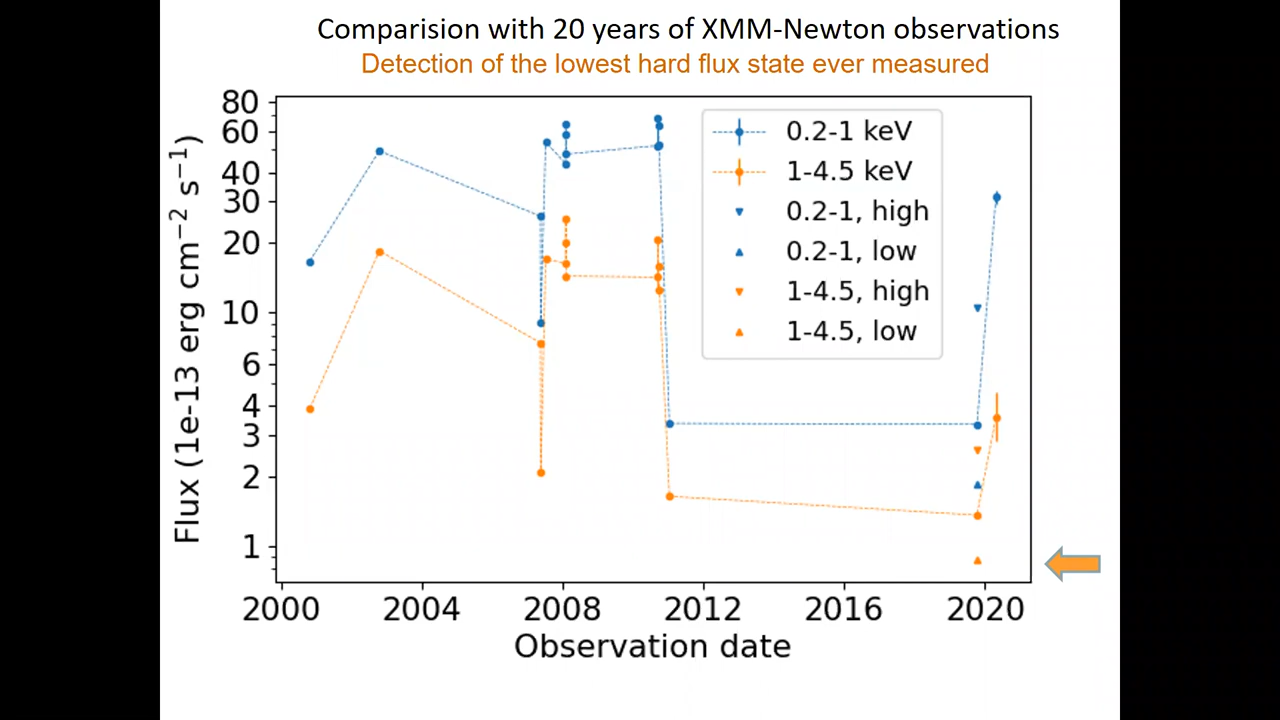 Comparision with 20 years of XMM-Newton observations
Detection of the lowest hard flux state ever measured
80
60
40
30
20
10
6
4
3
2
1
Flux (1e-13 erg cm⁻² s⁻¹)
0.2-1 keV
1-4.5 keV
0.2-1, high
0.2-1, low
1-4.5, high
1-4.5, low
2000 2004 2008 2012 2016 2020
Observation date